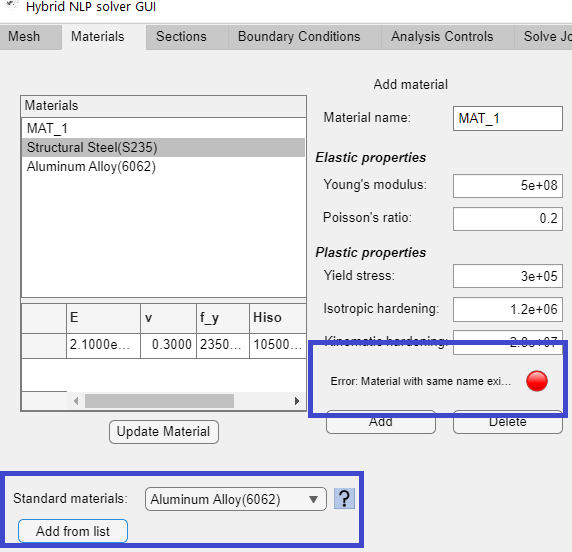 Hybrid NLP solver GUI
Mesh Materials Sections Boundary Conditions Analysis Controls Solve Jo
Add material
Materials
MAT_1
Structural Steel(S235)
Aluminum Alloy(6062)
Material name: MAT_1
Elastic properties
Young's modulus: 5e+08
Poisson's ratio: 0.2
Plastic properties
Yield stress: 3e+05
Isotropic hardening: 1.2e+06
Kinematic hardening:
E v f_y Hiso
2.1000e... 0.3000 2350... 10500...
Error: Material with same name exi...
Add Delete
Update Material
Standard materials: Aluminum Alloy(6062) ?
Add from list